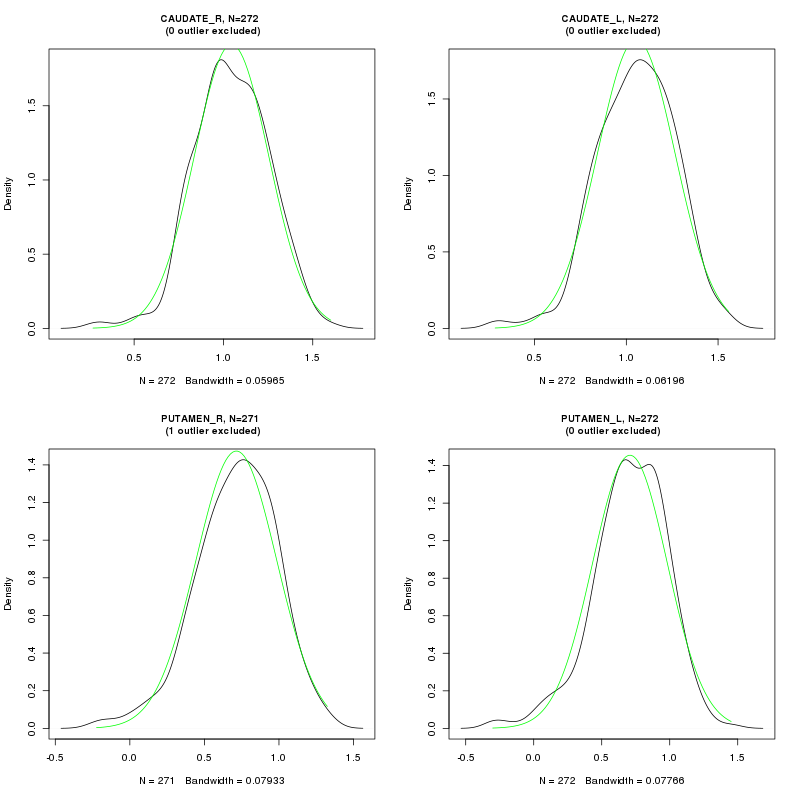 CAUDATE_R, N=272
(0 outlier excluded)
Density
0.0
0.5
1.0
1.5
0.5
1.0
1.5
N = 272 Bandwidth = 0.05965
CAUDATE_L, N=272
(0 outlier excluded)
Density
0.0
0.5
1.0
1.5
0.5
1.0
1.5
N = 272 Bandwidth = 0.06196
PUTAMEN_R, N=271
(1 outlier excluded)
Density
0.0
0.2
0.4
0.6
0.8
1.0
1.2
1.4
-0.5
0.0
0.5
1.0
1.5
N = 271 Bandwidth = 0.07933
PUTAMEN_L, N=272
(0 outlier excluded)
Density
0.0
0.2
0.4
0.6
0.8
1.0
1.2
1.4
-0.5
0.0
0.5
1.0
1.5
N = 272 Bandwidth = 0.07766